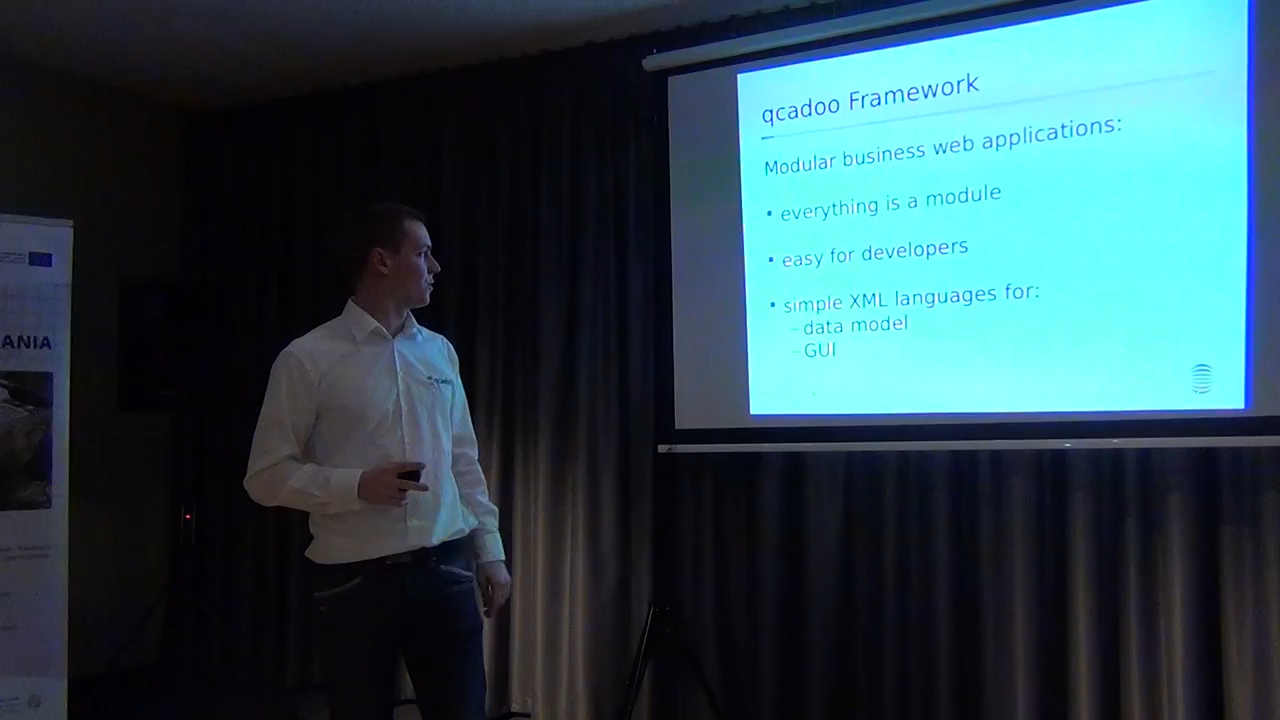 qcadoo Framework
Modular business web applications:
▪ everything is a module
▪ easy for developers
▪ simple XML languages for:
– data model
– GUI
ANIA
qcadoo